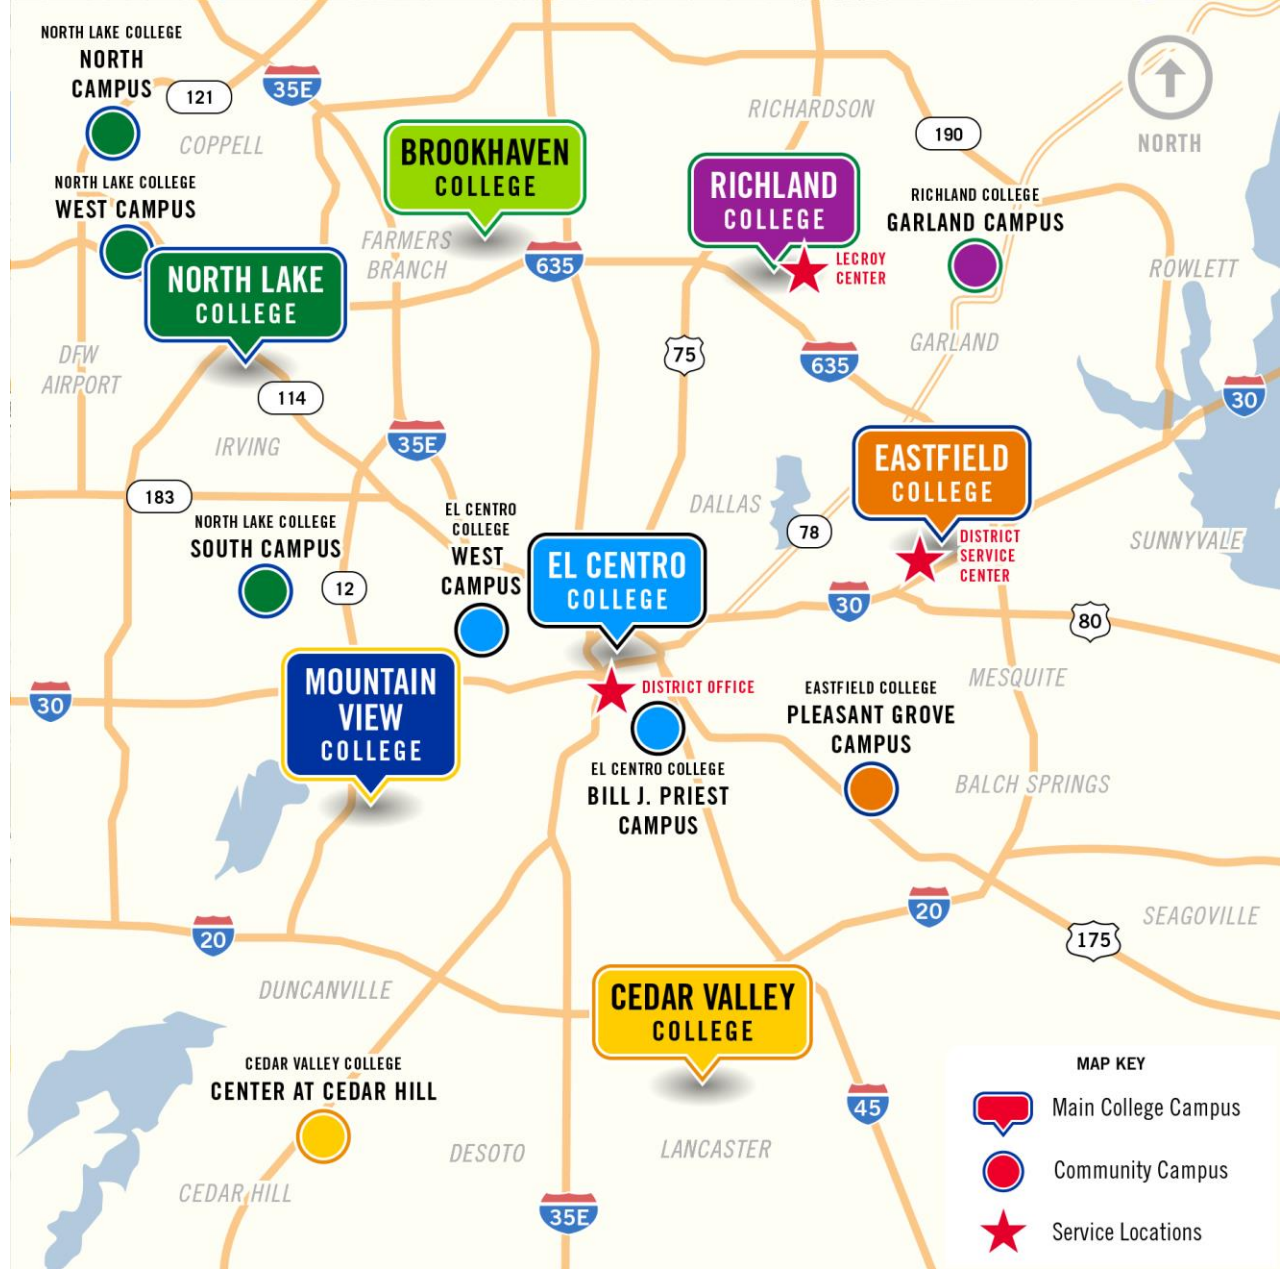 NORTH LAKE COLLEGE
NORTH
CAMPUS
121
35E
COPPELL
RICHARDSON
190
NORTH
BROOKHAVEN
COLLEGE
NORTH LAKE COLLEGE
WEST CAMPUS
RICHLAND
COLLEGE
RICHLAND COLLEGE
GARLAND CAMPUS
FARMERS
BRANCH
635
LECROY
CENTER
ROWLETT
NORTH LAKE
COLLEGE
DFW
AIRPORT
75
635
GARLAND
114
30
IRVING
35E
EASTFIELD
COLLEGE
183
DALLAS
78
EL CENTRO
COLLEGE
WEST
CAMPUS
NORTH LAKE COLLEGE
SOUTH CAMPUS
DISTRICT
SERVICE
CENTER
SUNNYVALE
12
EL CENTRO
COLLEGE
30
80
MOUNTAIN
VIEW
COLLEGE
30
DISTRICT OFFICE
MESQUITE
EASTFIELD COLLEGE
PLEASANT GROVE
CAMPUS
EL CENTRO COLLEGE
BILL J. PRIEST
CAMPUS
BALCH SPRINGS
20
20
SEAGOVILLE
175
DUNCANVILLE
CEDAR VALLEY
COLLEGE
CEDAR VALLEY COLLEGE
CENTER AT CEDAR HILL
45
DESOTO
LANCASTER
CEDAR HILL
35E
MAP KEY
Main College Campus
Community Campus
Service Locations